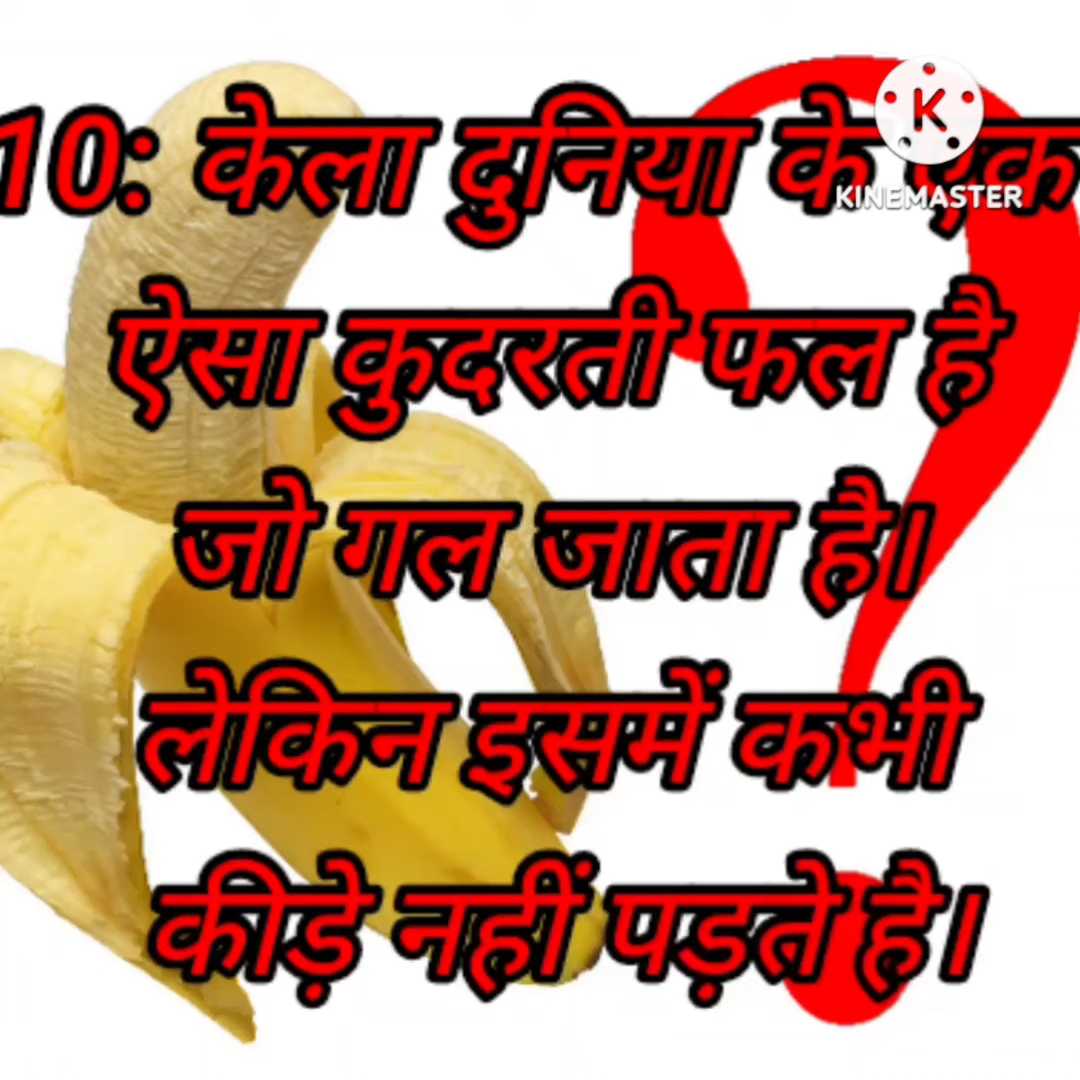 10: केला दुनिया के एक
ऐसा कुदरती फल है
जो गल जाता है।
लेकिन इसमें कभी
कीड़े नहीं पड़ते है।
K
KINEMASTER